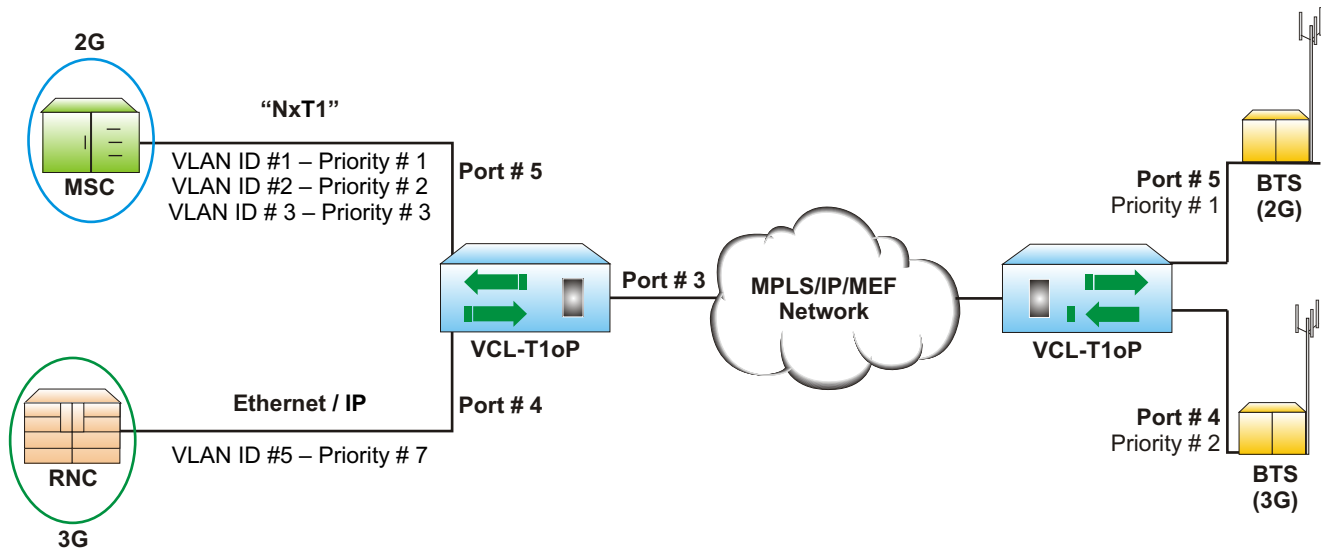 2G
MSC
“NxT1”
VLAN ID #1 – Priority # 1
VLAN ID #2 – Priority # 2
VLAN ID # 3 – Priority # 3
Port # 5
VCL-T1oP
Port # 3
MPLS/IP/MEF
Network
VCL-T1oP
Port # 5
Priority # 1
BTS
(2G)
RNC
3G
Ethernet / IP
VLAN ID #5 – Priority # 7
Port # 4
Port # 4
Priority # 2
BTS
(3G)